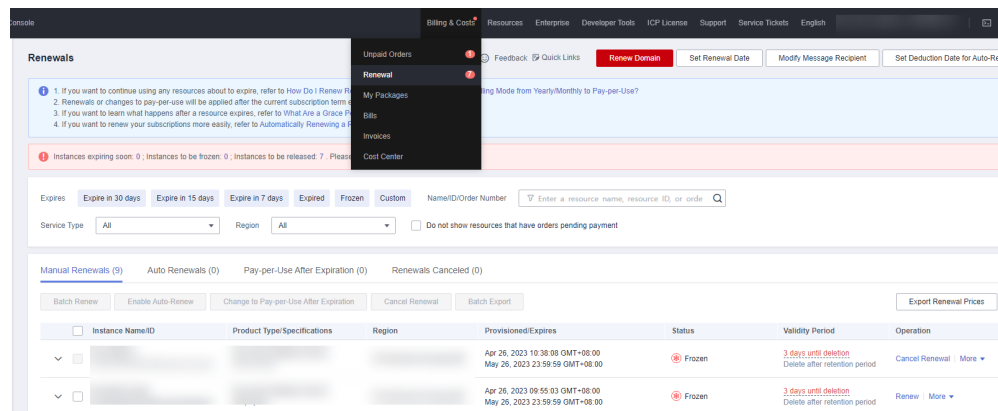 Console
Billing & Costs Resources Enterprise Developer Tools ICP License Support Service Tickets English
Renewals
Feedback Quick Links Renew Domain Set Renewal Date Modify Message Recipient Set Deduction Date for Auto-Re
Unpaid Orders 1
Renewal 7
My Packages
Bills
Invoices
Cost Center
1. If you want to continue using any resources about to expire, refer to How Do I Renew R
ling Mode from Yearly/Monthly to Pay-per-Use?
2. Renewals or changes to pay-per-use will be applied after the current subscription term e
3. If you want to learn what happens after a resource expires, refer to What Are a Grace P
4. If you want to renew your subscriptions more easily, refer to Automatically Renewing a
Instances expiring soon: 0 ; Instances to be frozen: 0 ; Instances to be released: 7 . Pleas
Expires Expire in 30 days Expire in 15 days Expire in 7 days Expired Frozen Custom Name/ID/Order Number Enter a resource name, resource ID, or orde
Service Type All Region All Do not show resources that have orders pending payment
Manual Renewals (9) Auto Renewals (0) Pay-per-Use After Expiration (0) Renewals Canceled (0)
Batch Renew Enable Auto-Renew Change to Pay-per-Use After Expiration Cancel Renewal Batch Export Export Renewal Prices
Instance Name/ID Product Type/Specifications Region Provisioned/Expires Status Validity Period Operation
Apr 26, 2023 10:38:08 GMT+08:00
May 26, 2023 23:59:59 GMT+08:00
Frozen
3 days until deletion
Delete after retention period
Cancel Renewal More
Apr 26, 2023 09:55:03 GMT+08:00
May 26, 2023 23:59:59 GMT+08:00
Frozen
3 days until deletion
Delete after retention period
Renew More